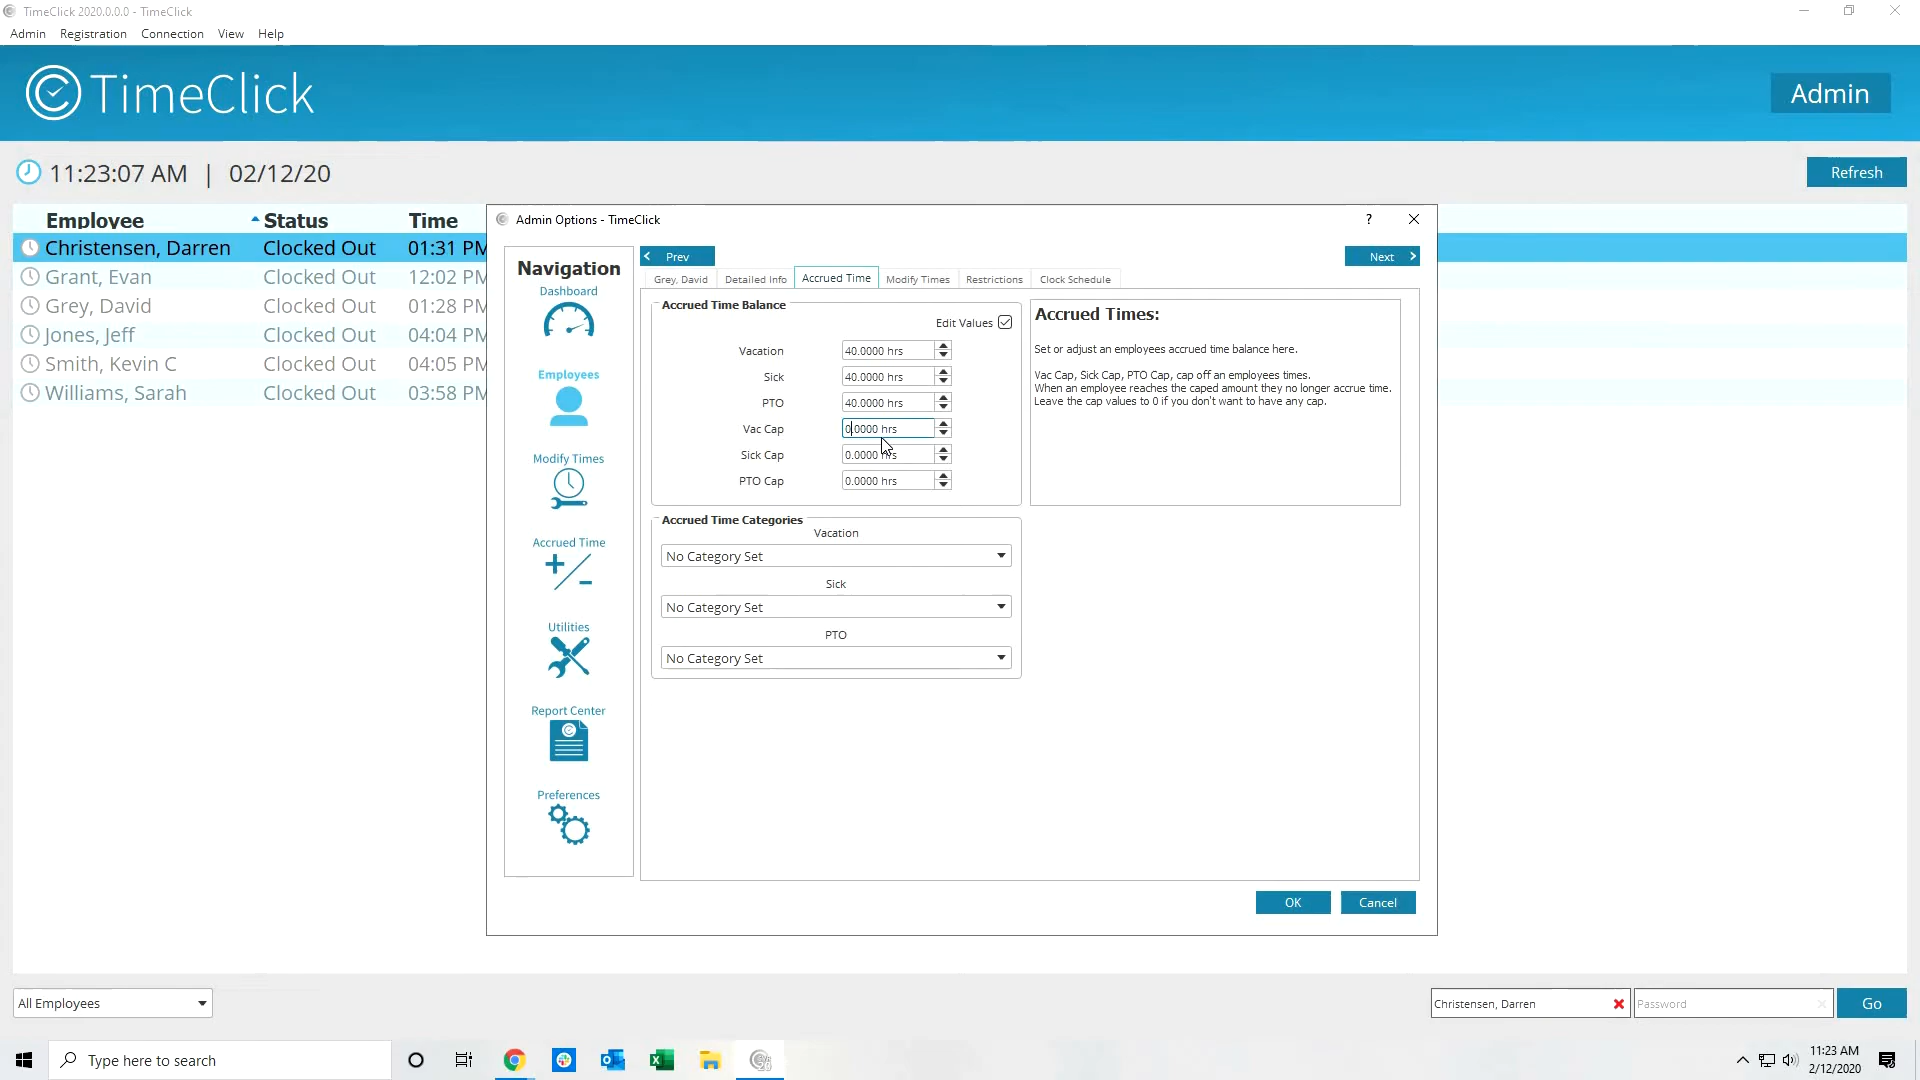 TimeClick 2020.0.0.0 - TimeClick
Admin Registration Connection View Help
TimeClick
Admin
11:23:07 AM | 02/12/20
Refresh
Employee Status Time
Christensen, Darren Clocked Out 01:31 PM
Grant, Evan Clocked Out 12:02 PM
Grey, David Clocked Out 01:28 PM
Jones, Jeff Clocked Out 04:04 PM
Smith, Kevin C Clocked Out 04:05 PM
Williams, Sarah Clocked Out 03:58 PM
Admin Options - TimeClick
?
Navigation
Dashboard
Employees
Modify Times
Accrued Time
Utilities
Report Center
Preferences
Prev
Next
Grey, David Detailed Info Accrued Time Modify Times Restrictions Clock Schedule
Accrued Time Balance
Edit Values
Vacation 40.0000 hrs
Sick 40.0000 hrs
PTO 40.0000 hrs
Vac Cap 0.0000 hrs
Sick Cap 0.0000 hrs
PTO Cap 0.0000 hrs
Accrued Times:
Set or adjust an employees accrued time balance here.
Vac Cap, Sick Cap, PTO Cap, cap off an employees times.
When an employee reaches the caped amount they no longer accrue time.
Leave the cap values to 0 if you don't want to have any cap.
Accrued Time Categories
Vacation
No Category Set
Sick
No Category Set
PTO
No Category Set
OK Cancel
All Employees
Christensen, Darren
Password
Go
Type here to search
11:23 AM
2/12/2020